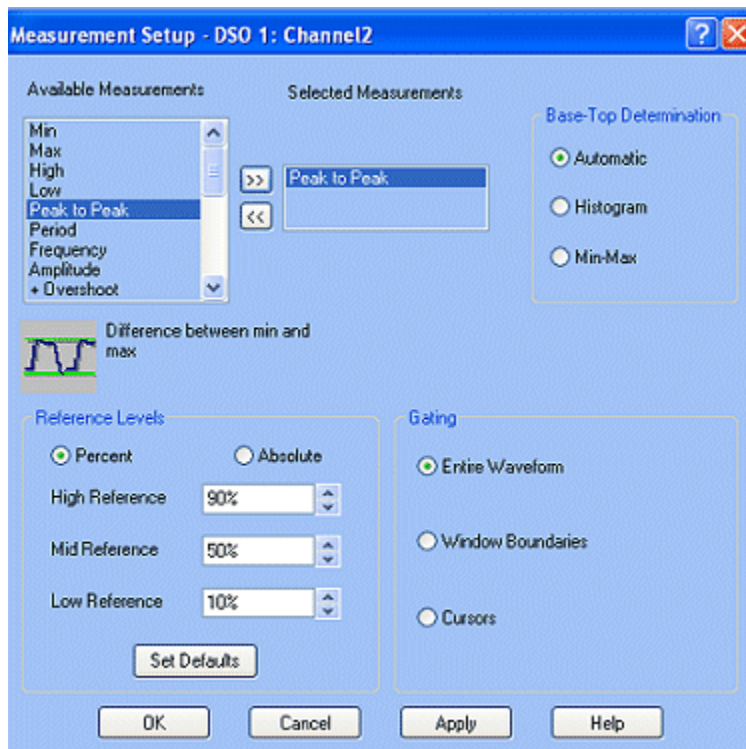 Measurement Setup - DSO 1: Channel2
Available Measurements
Min
Max
High
Low
Peak to Peak
Period
Frequency
Amplitude
+ Overshoot
>>
<<
Selected Measurements
Peak to Peak
Base-Top Determination
Automatic
Histogram
Min-Max
Difference between min and
max
Reference Levels
Percent
Absolute
High Reference
90%
Mid Reference
50%
Low Reference
10%
Set Defaults
Gating
Entire Waveform
Window Boundaries
Cursors
OK
Cancel
Apply
Help